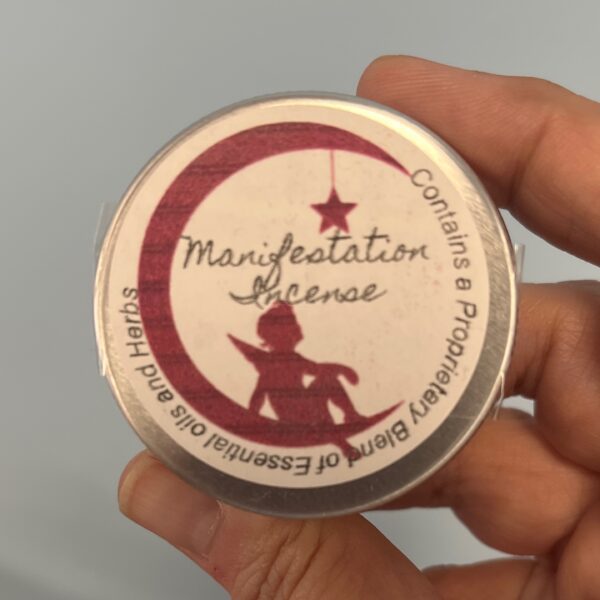 Manifestation
Incense
Contains a Proprietary Blend of Essential oils and Herbs